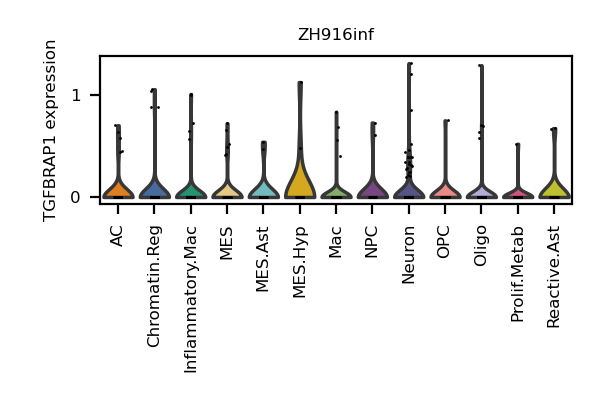 ZH916inf
TGFBRAP1 expression
1
0
AC
Chromatin.Reg
Inflammatory.Mac
MES
MES.Ast
MES.Hyp
Mac
NPC
Neuron
OPC
Oligo
Prolif.Metab
Reactive.Ast